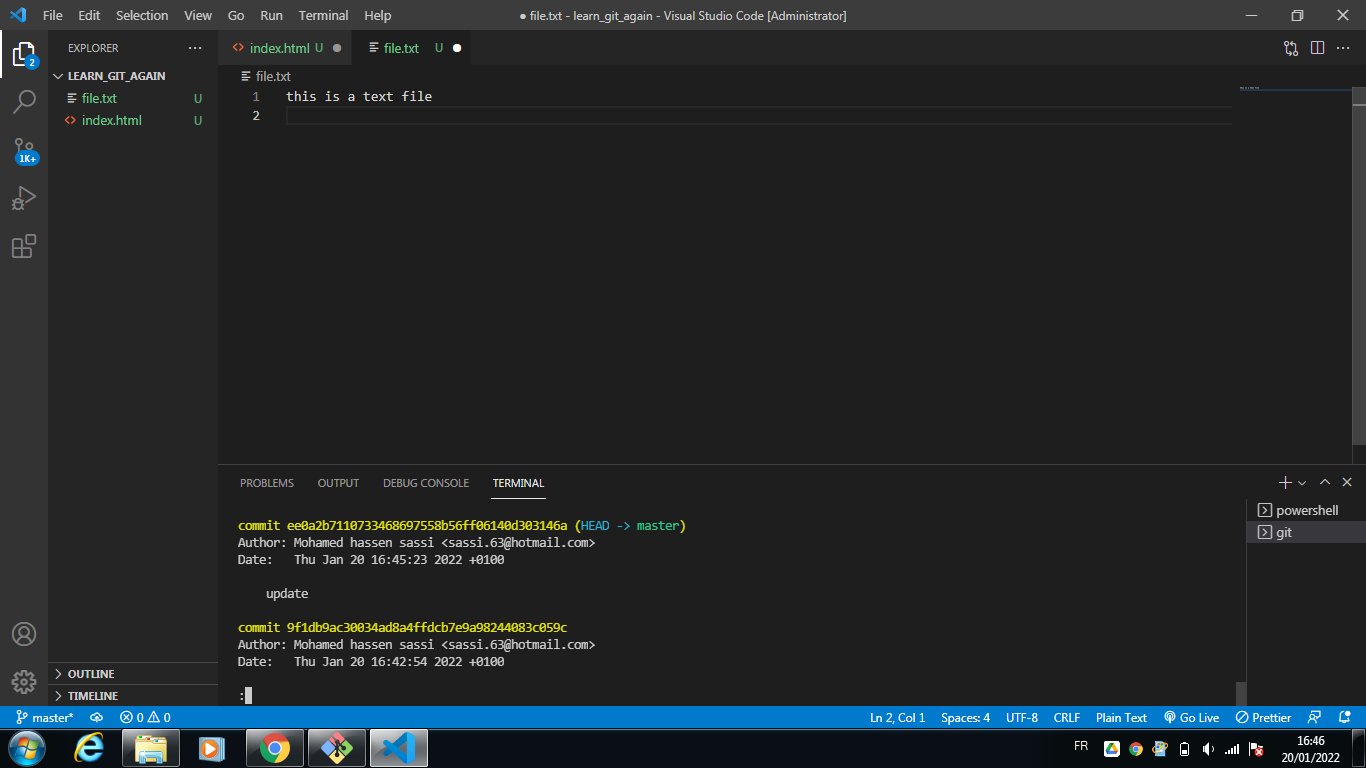 File Edit Selection View Go Run Terminal Help ● file.txt - learn_git_again - Visual Studio Code [Administrator]
EXPLORER
index.html U
file.txt U
2
LEARN_GIT_AGAIN
file.txt
file.txt U
1 this is a text file
index.html U
2
1K+
PROBLEMS OUTPUT DEBUG CONSOLE TERMINAL
powershell
commit ee0a2b7110733468697558b56ff06140d303146a (HEAD -> master)
git
Author: Mohamed hassen sassi <sassi.63@hotmail.com>
Date: Thu Jan 20 16:45:23 2022 +0100
update
commit 9f1db9ac30034ad8a4ffdcb7e9a98244083c059c
Author: Mohamed hassen sassi <sassi.63@hotmail.com>
Date: Thu Jan 20 16:42:54 2022 +0100
:
OUTLINE
TIMELINE
master* 0 0 Ln 2, Col 1 Spaces: 4 UTF-8 CRLF Plain Text Go Live Prettier
FR
16:46
20/01/2022